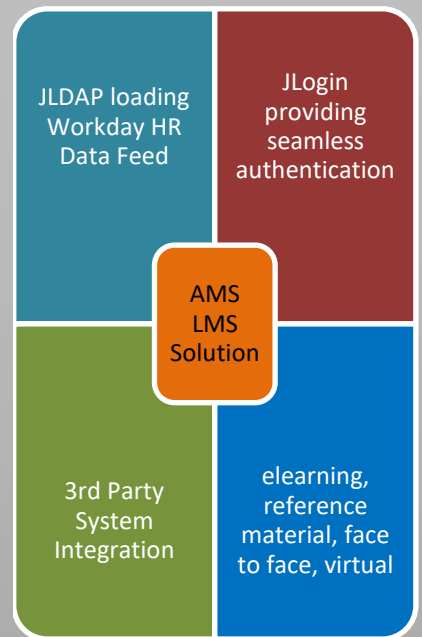 JLDAP loading
Workday HR
Data Feed
JLogin
providing
seamless
authentication
AMS
LMS
Solution
3rd Party
System
Integration
elearning,
reference
material, face
to face, virtual